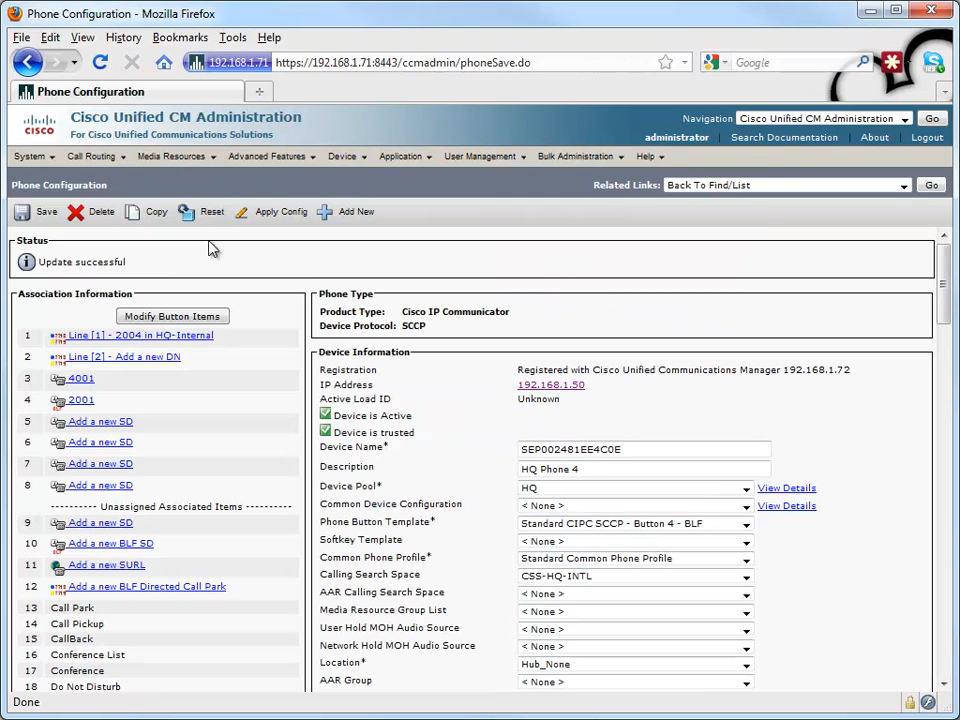 Phone Configuration - Mozilla Firefox
File Edit View History Bookmarks Tools Help
192.168.1.71 https://192.168.1.71:8443/ccmadmin/phoneSave.do Google
Phone Configuration
CISCO
Cisco Unified CM Administration
For Cisco Unified Communications Solutions
Navigation Cisco Unified CM Administration Go
administrator Search Documentation About Logout
System Call Routing Media Resources Advanced Features Device Application User Management Bulk Administration Help
Phone Configuration Related Links: Back To Find/List Go
Save Delete Copy Reset Apply Config Add New
Status
Update successful
Association Information
Modify Button Items
1 Line [1] - 2004 in HQ-Internal
2 Line [2] - Add a new DN
3 4001
4 2001
5 Add a new SD
6 Add a new SD
7 Add a new SD
8 Add a new SD
---------- Unassigned Associated Items ----------
9 Add a new SD
10 Add a new BLF SD
11 Add a new SURL
12 Add a new BLF Directed Call Park
13 Call Park
14 Call Pickup
15 CallBack
16 Conference List
17 Conference
18 Do Not Disturb
Phone Type
Product Type: Cisco IP Communicator
Device Protocol: SCCP
Device Information
Registration Registered with Cisco Unified Communications Manager 192.168.1.72
IP Address 192.168.1.50
Active Load ID Unknown
Device is Active
Device is trusted
Device Name* SEP002481EE4C0E
Description HQ Phone 4
Device Pool* HQ View Details
Common Device Configuration < None > View Details
Phone Button Template* Standard CIPC SCCP - Button 4 - BLF
Softkey Template < None >
Common Phone Profile* Standard Common Phone Profile
Calling Search Space CSS-HQ-INTL
AAR Calling Search Space < None >
Media Resource Group List < None >
User Hold MOH Audio Source < None >
Network Hold MOH Audio Source < None >
Location* Hub_None
AAR Group < None >
Done